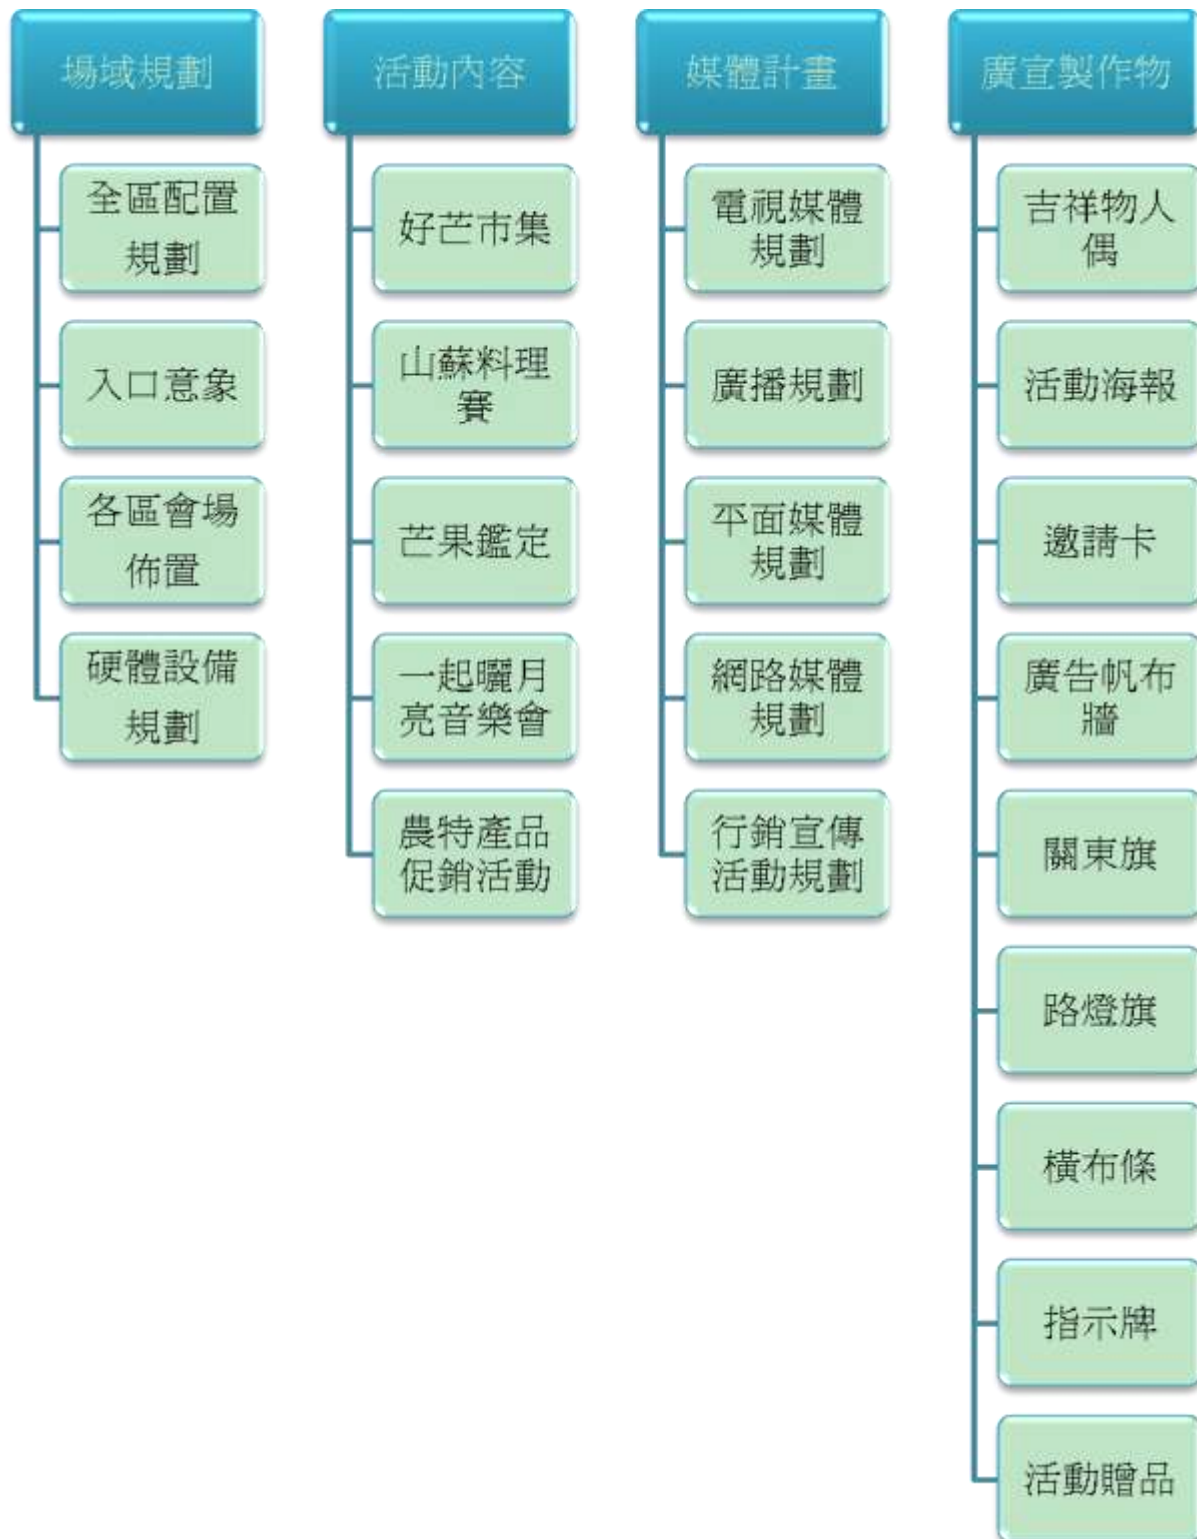 場域規劃
全區配置
規劃
入口意象
各區會場
佈置
硬體設備
規劃
活動內容
好芒市集
山蘇料理
賽
芒果鑑定
一起曬月
亮音樂會
農特產品
促銷活動
媒體計畫
電視媒體
規劃
廣播規劃
平面媒體
規劃
網路媒體
規劃
行銷宣傳
活動規劃
廣宣製作物
吉祥物人
偶
活動海報
邀請卡
廣告帆布
牆
關東旗
路燈旗
橫布條
指示牌
活動贈品